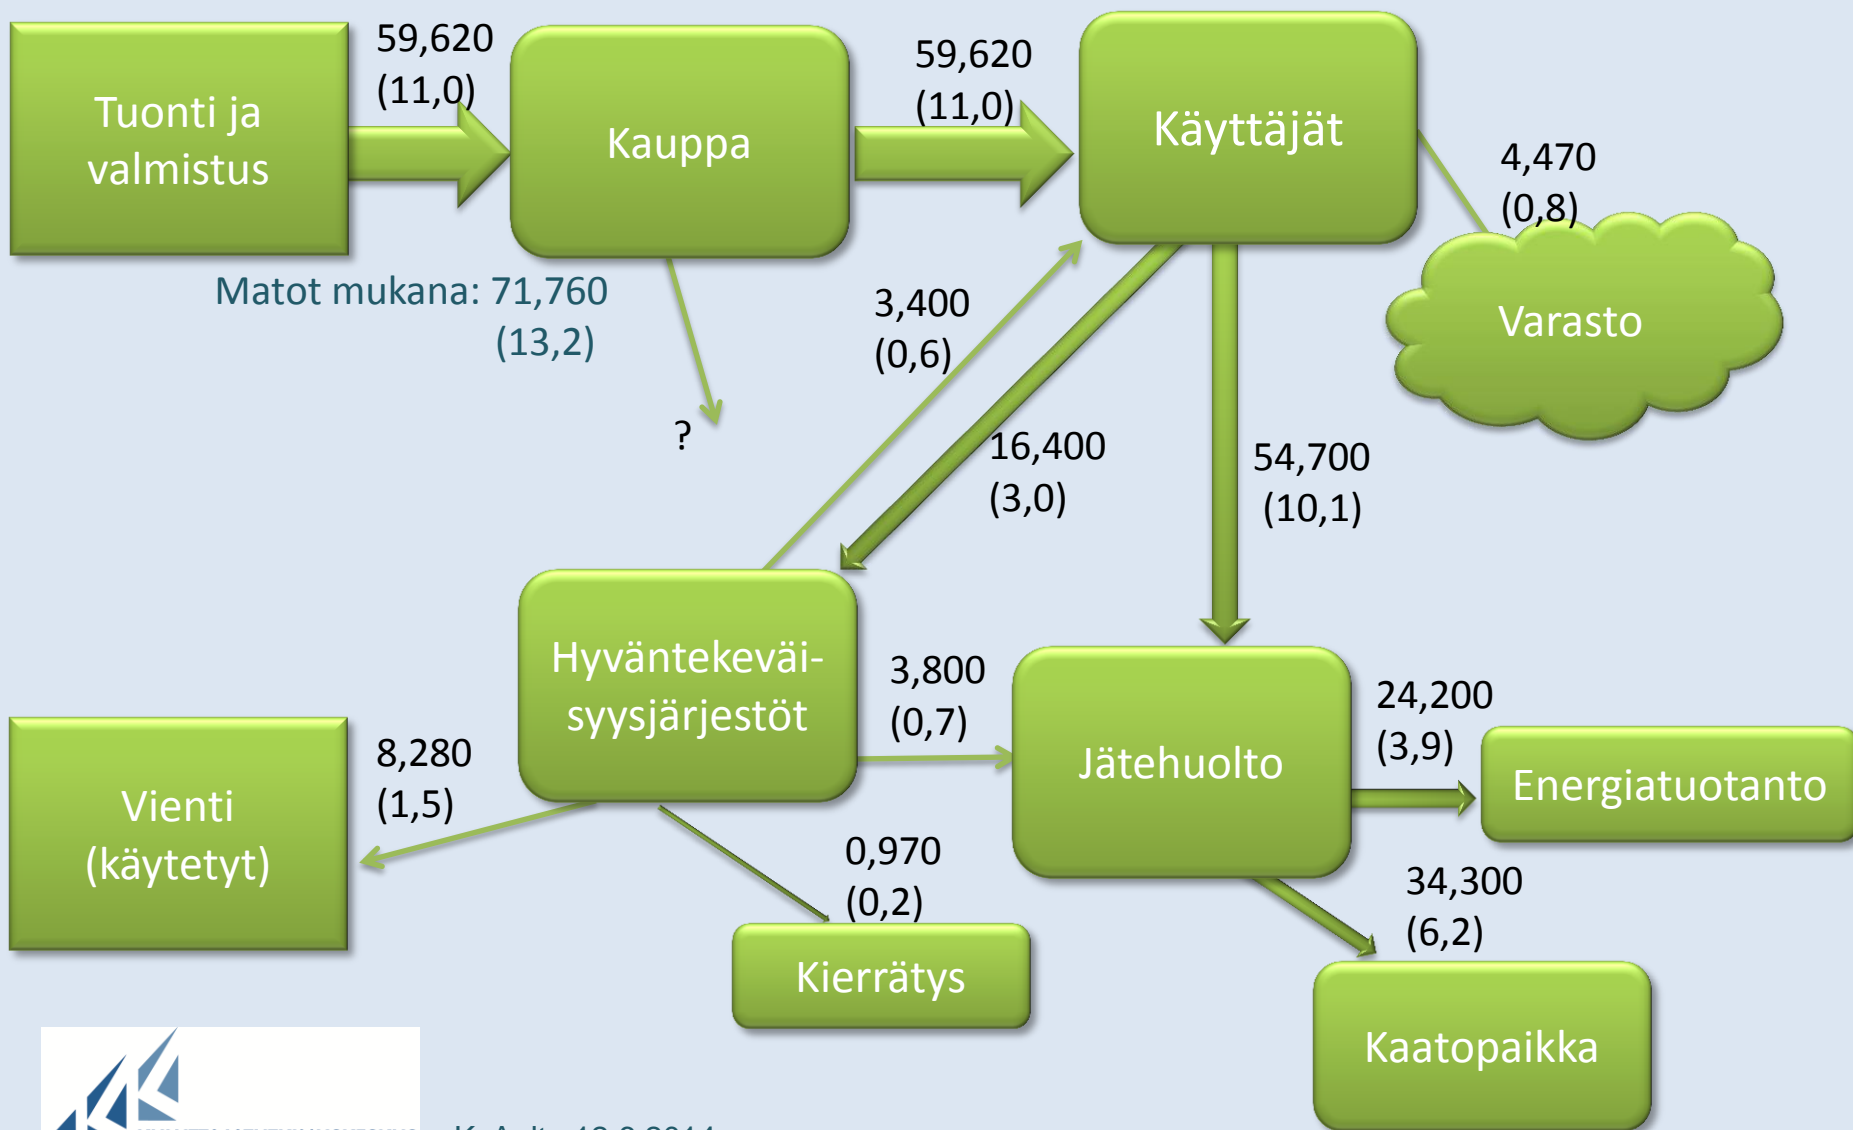 Tuonti ja
valmistus
59,620
(11,0)
Kauppa
59,620
(11,0)
Käyttäjät
4,470
(0,8)
Varasto
Matot mukana: 71,760
(13,2)
?
3,400
(0,6)
16,400
(3,0)
54,700
(10,1)
Hyväntekeväi-
syysjärjestöt
3,800
(0,7)
Jätehuolto
24,200
(3,9)
Energiatuotanto
Vienti
(käytetyt)
8,280
(1,5)
0,970
(0,2)
Kierrätys
34,300
(6,2)
Kaatopaikka